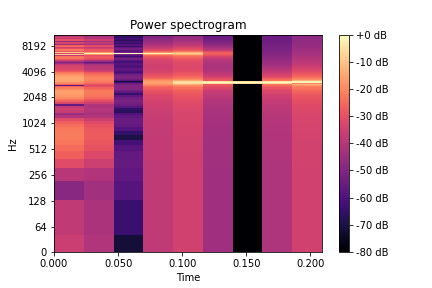 Power spectrogram
8192
4096
2048
1024
512
256
128
64
0
Hz
0.000 0.050 0.100 0.150 0.200
Time
+0 dB
-10 dB
-20 dB
-30 dB
-40 dB
-50 dB
-60 dB
-70 dB
-80 dB